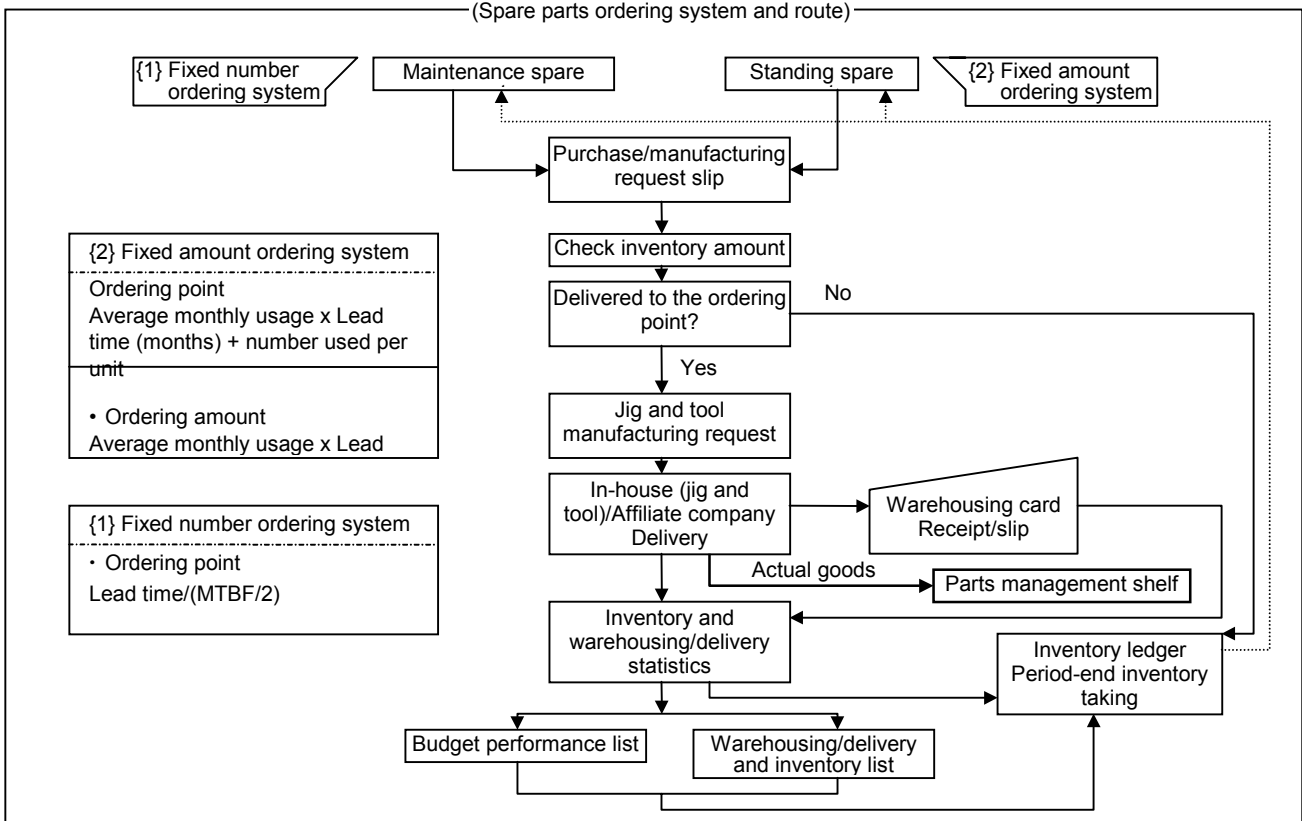 (Spare parts ordering system and route)
{1} Fixed number
ordering system
Maintenance spare
Standing spare
{2} Fixed amount
ordering system
Purchase/manufacturing
request slip
Check inventory amount
{2} Fixed amount ordering system
Ordering point
Average monthly usage x Lead
time (months) + number used per
unit
• Ordering amount
Average monthly usage x Lead
Delivered to the ordering
point?
No
Yes
Jig and tool
manufacturing request
In-house (jig and
tool)/Affiliate company
Delivery
Warehousing card
Receipt/slip
{1} Fixed number ordering system
• Ordering point
Lead time/(MTBF/2)
Actual goods
Parts management shelf
Inventory and
warehousing/delivery
statistics
Inventory ledger
Period-end inventory
taking
Budget performance list
Warehousing/delivery
and inventory list